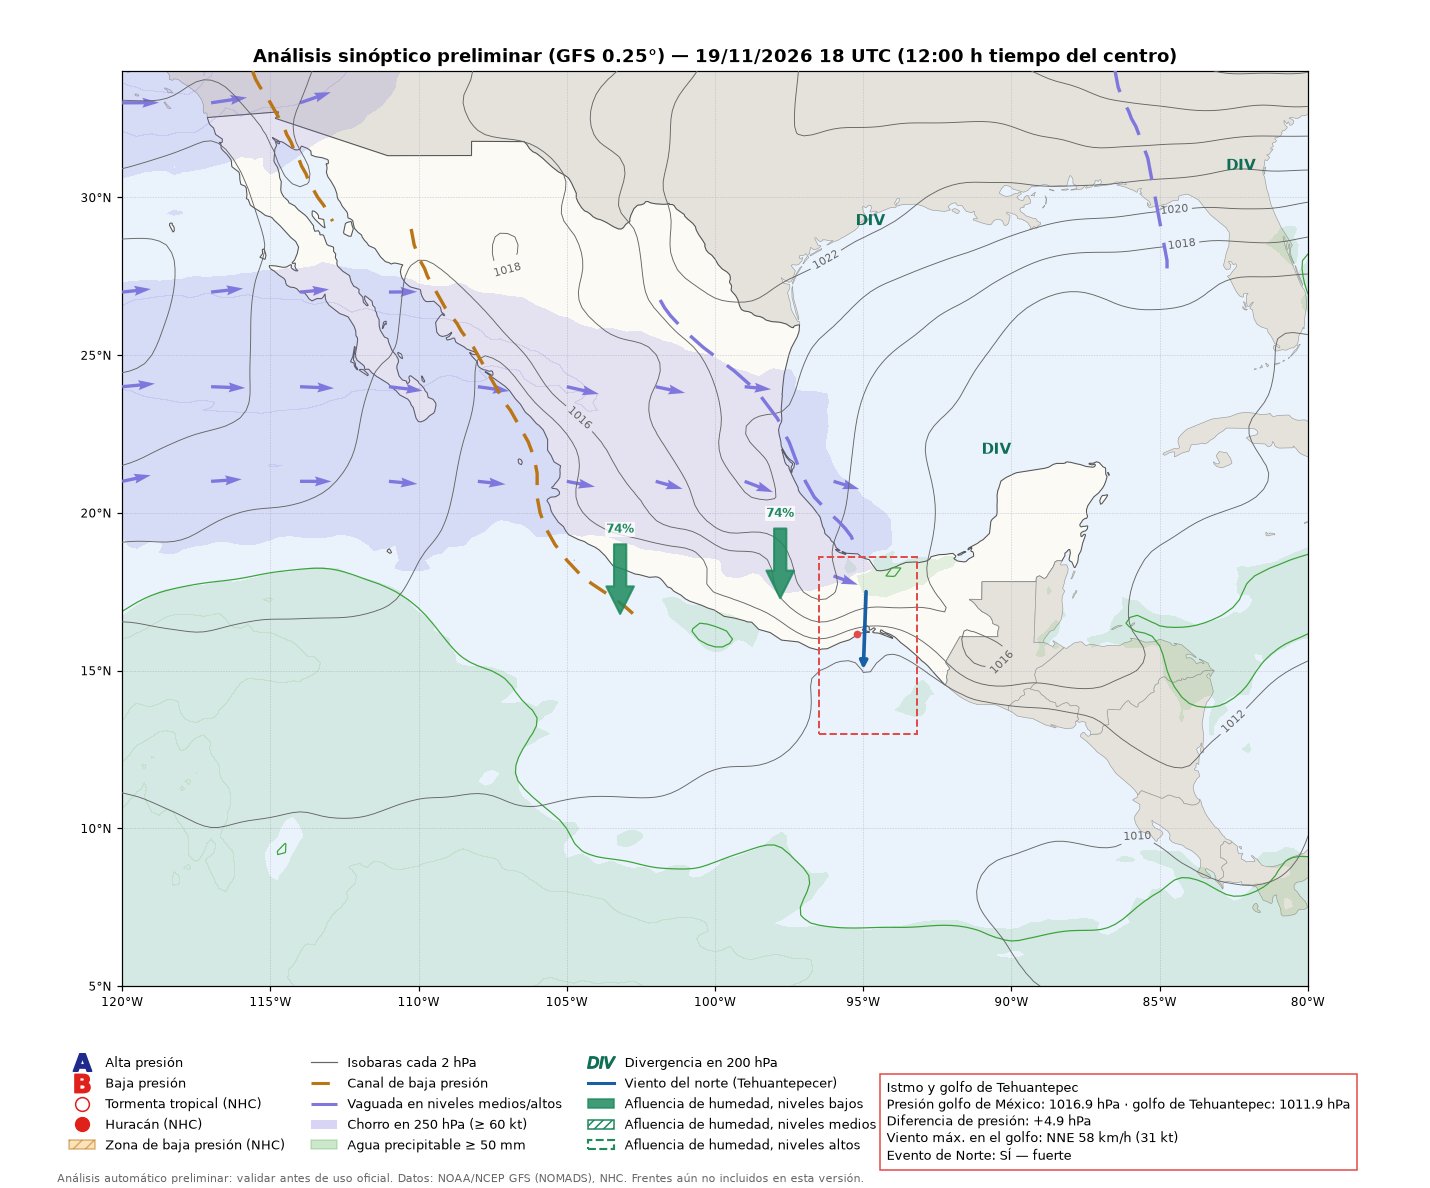 Análisis sinóptico preliminar (GFS 0.25°) — 19/11/2026 18 UTC (12:00 h tiempo del centro)
DIV
30°N
DIV
1020
1018
1022
1018
25°N
1016
DIV
20°N
74%
74%
1016
15°N
1012
10°N
1010
5°N
120°W 115°W 110°W 105°W 100°W 95°W 90°W 85°W 80°W
A Alta presión
B Baja presión
Tormenta tropical (NHC)
Huracán (NHC)
Zona de baja presión (NHC)
Isobaras cada 2 hPa
Canal de baja presión
Vaguada en niveles medios/altos
Chorro en 250 hPa (≥ 60 kt)
Agua precipitable ≥ 50 mm
DIV Divergencia en 200 hPa
Viento del norte (Tehuantepecer)
Afluencia de humedad, niveles bajos
Afluencia de humedad, niveles medios
Afluencia de humedad, niveles altos
Istmo y golfo de Tehuantepec
Presión golfo de México: 1016.9 hPa · golfo de Tehuantepec: 1011.9 hPa
Diferencia de presión: +4.9 hPa
Viento máx. en el golfo: NNE 58 km/h (31 kt)
Evento de Norte: SÍ — fuerte
Análisis automático preliminar: validar antes de uso oficial. Datos: NOAA/NCEP GFS (NOMADS), NHC. Frentes aún no incluidos en esta versión.